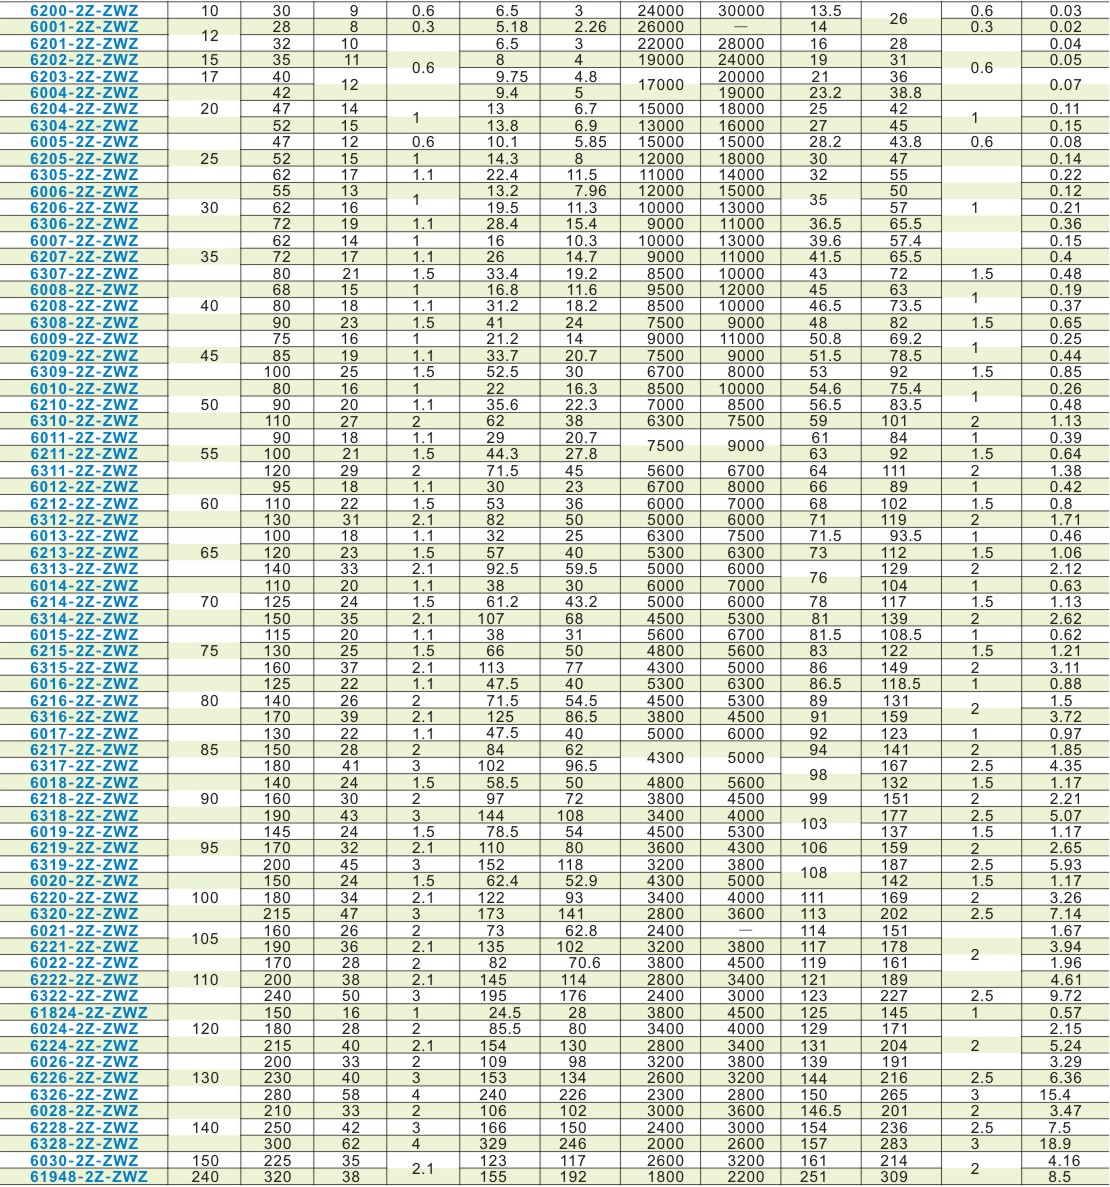 6200-2Z-ZWZ 10 30 9 0.6 6.5 3 24000 30000 13.5 26 0.6 0.03
6001-2Z-ZWZ 12 28 8 0.3 5.18 2.26 26000 — 14 0.3 0.02
6201-2Z-ZWZ 32 10 6.5 3 22000 28000 16 28 0.04
6202-2Z-ZWZ 15 35 11 0.6 8 4 19000 24000 19 31 0.6 0.05
6203-2Z-ZWZ 17 40 12 9.75 4.8 17000 20000 21 36 0.07
6004-2Z-ZWZ 42 9.4 5 19000 23.2 38.8
6204-2Z-ZWZ 20 47 14 1 13 6.7 15000 18000 25 42 1 0.11
6304-2Z-ZWZ 52 15 13.8 6.9 13000 16000 27 45 0.15
6005-2Z-ZWZ 47 12 0.6 10.1 5.85 15000 15000 28.2 43.8 0.6 0.08
6205-2Z-ZWZ 25 52 15 1 14.3 8 12000 18000 30 47 0.14
6305-2Z-ZWZ 62 17 1.1 22.4 11.5 11000 14000 32 55 0.22
6006-2Z-ZWZ 55 13 1 13.2 7.96 12000 15000 35 50 0.12
6206-2Z-ZWZ 30 62 16 19.5 11.3 10000 13000 57 1 0.21
6306-2Z-ZWZ 72 19 1.1 28.4 15.4 9000 11000 36.5 65.5 0.36
6007-2Z-ZWZ 62 14 1 16 10.3 10000 13000 39.6 57.4 0.15
6207-2Z-ZWZ 35 72 17 1.1 26 14.7 9000 11000 41.5 65.5 0.4
6307-2Z-ZWZ 80 21 1.5 33.4 19.2 8500 10000 43 72 1.5 0.48
6008-2Z-ZWZ 68 15 1 16.8 11.6 9500 12000 45 63 1 0.19
6208-2Z-ZWZ 40 80 18 1.1 31.2 18.2 8500 10000 46.5 73.5 0.37
6308-2Z-ZWZ 90 23 1.5 41 24 7500 9000 48 82 1.5 0.65
6009-2Z-ZWZ 75 16 1 21.2 14 9000 11000 50.8 69.2 1 0.25
6209-2Z-ZWZ 45 85 19 1.1 33.7 20.7 7500 9000 51.5 78.5 0.44
6309-2Z-ZWZ 100 25 1.5 52.5 30 6700 8000 53 92 1.5 0.85
6010-2Z-ZWZ 80 16 1 22 16.3 8500 10000 54.6 75.4 1 0.26
6210-2Z-ZWZ 50 90 20 1.1 35.6 22.3 7000 8500 56.5 83.5 0.48
6310-2Z-ZWZ 110 27 2 62 38 6300 7500 59 101 2 1.13
6011-2Z-ZWZ 90 18 1.1 29 20.7 7500 9000 61 84 1 0.39
6211-2Z-ZWZ 55 100 21 1.5 44.3 27.8 63 92 1.5 0.64
6311-2Z-ZWZ 120 29 2 71.5 45 5600 6700 64 111 2 1.38
6012-2Z-ZWZ 95 18 1.1 30 23 6700 8000 66 89 1 0.42
6212-2Z-ZWZ 60 110 22 1.5 53 36 6000 7000 68 102 1.5 0.8
6312-2Z-ZWZ 130 31 2.1 82 50 5000 6000 71 119 2 1.71
6013-2Z-ZWZ 100 18 1.1 32 25 6300 7500 71.5 93.5 1 0.46
6213-2Z-ZWZ 65 120 23 1.5 57 40 5300 6300 73 112 1.5 1.06
6313-2Z-ZWZ 140 33 2.1 92.5 59.5 5000 6000 76 129 2 2.12
6014-2Z-ZWZ 110 20 1.1 38 30 6000 7000 104 1 0.63
6214-2Z-ZWZ 70 125 24 1.5 61.2 43.2 5000 6000 78 117 1.5 1.13
6314-2Z-ZWZ 150 35 2.1 107 68 4500 5300 81 139 2 2.62
6015-2Z-ZWZ 115 20 1.1 38 31 5600 6700 81.5 108.5 1 0.62
6215-2Z-ZWZ 75 130 25 1.5 66 50 4800 5600 83 122 1.5 1.21
6315-2Z-ZWZ 160 37 2.1 113 77 4300 5000 86 149 2 3.11
6016-2Z-ZWZ 125 22 1.1 47.5 40 5300 6300 86.5 118.5 1 0.88
6216-2Z-ZWZ 80 140 26 2 71.5 54.5 4500 5300 89 131 2 1.5
6316-2Z-ZWZ 170 39 2.1 125 86.5 3800 4500 91 159 3.72
6017-2Z-ZWZ 130 22 1.1 47.5 40 5000 6000 92 123 1 0.97
6217-2Z-ZWZ 85 150 28 2 84 62 4300 5000 94 141 2 1.85
6317-2Z-ZWZ 180 41 3 102 96.5 98 167 2.5 4.35
6018-2Z-ZWZ 140 24 1.5 58.5 50 4800 5600 132 1.5 1.17
6218-2Z-ZWZ 90 160 30 2 97 72 3800 4500 99 151 2 2.21
6318-2Z-ZWZ 190 43 3 144 108 3400 4000 103 177 2.5 5.07
6019-2Z-ZWZ 145 24 1.5 78.5 54 4500 5300 137 1.5 1.17
6219-2Z-ZWZ 95 170 32 2.1 110 80 3600 4300 106 159 2 2.65
6319-2Z-ZWZ 200 45 3 152 118 3200 3800 108 187 2.5 5.93
6020-2Z-ZWZ 150 24 1.5 62.4 52.9 4300 5000 142 1.5 1.17
6220-2Z-ZWZ 100 180 34 2.1 122 93 3400 4000 111 169 2 3.26
6320-2Z-ZWZ 215 47 3 173 141 2800 3600 113 202 2.5 7.14
6021-2Z-ZWZ 105 160 26 2 73 62.8 2400 — 114 151 1.67
6221-2Z-ZWZ 190 36 2.1 135 102 3200 3800 117 178 2 3.94
6022-2Z-ZWZ 170 28 2 82 70.6 3800 4500 119 161 1.96
6222-2Z-ZWZ 110 200 38 2.1 145 114 2800 3400 121 189 4.61
6322-2Z-ZWZ 240 50 3 195 176 2400 3000 123 227 2.5 9.72
61824-2Z-ZWZ 150 16 1 24.5 28 3800 4500 125 145 1 0.57
6024-2Z-ZWZ 120 180 28 2 85.5 80 3400 4000 129 171 2.15
6224-2Z-ZWZ 215 40 2.1 154 130 2800 3400 131 204 2 5.24
6026-2Z-ZWZ 200 33 2 109 98 3200 3800 139 191 3.29
6226-2Z-ZWZ 130 230 40 3 153 134 2600 3200 144 216 2.5 6.36
6326-2Z-ZWZ 280 58 4 240 226 2300 2800 150 265 3 15.4
6028-2Z-ZWZ 210 33 2 106 102 3000 3600 146.5 201 2 3.47
6228-2Z-ZWZ 140 250 42 3 166 150 2400 3000 154 236 2.5 7.5
6328-2Z-ZWZ 300 62 4 329 246 2000 2600 157 283 3 18.9
6030-2Z-ZWZ 150 225 35 2.1 123 117 2600 3200 161 214 2 4.16
61948-2Z-ZWZ 240 320 38 155 192 1800 2200 251 309 8.5